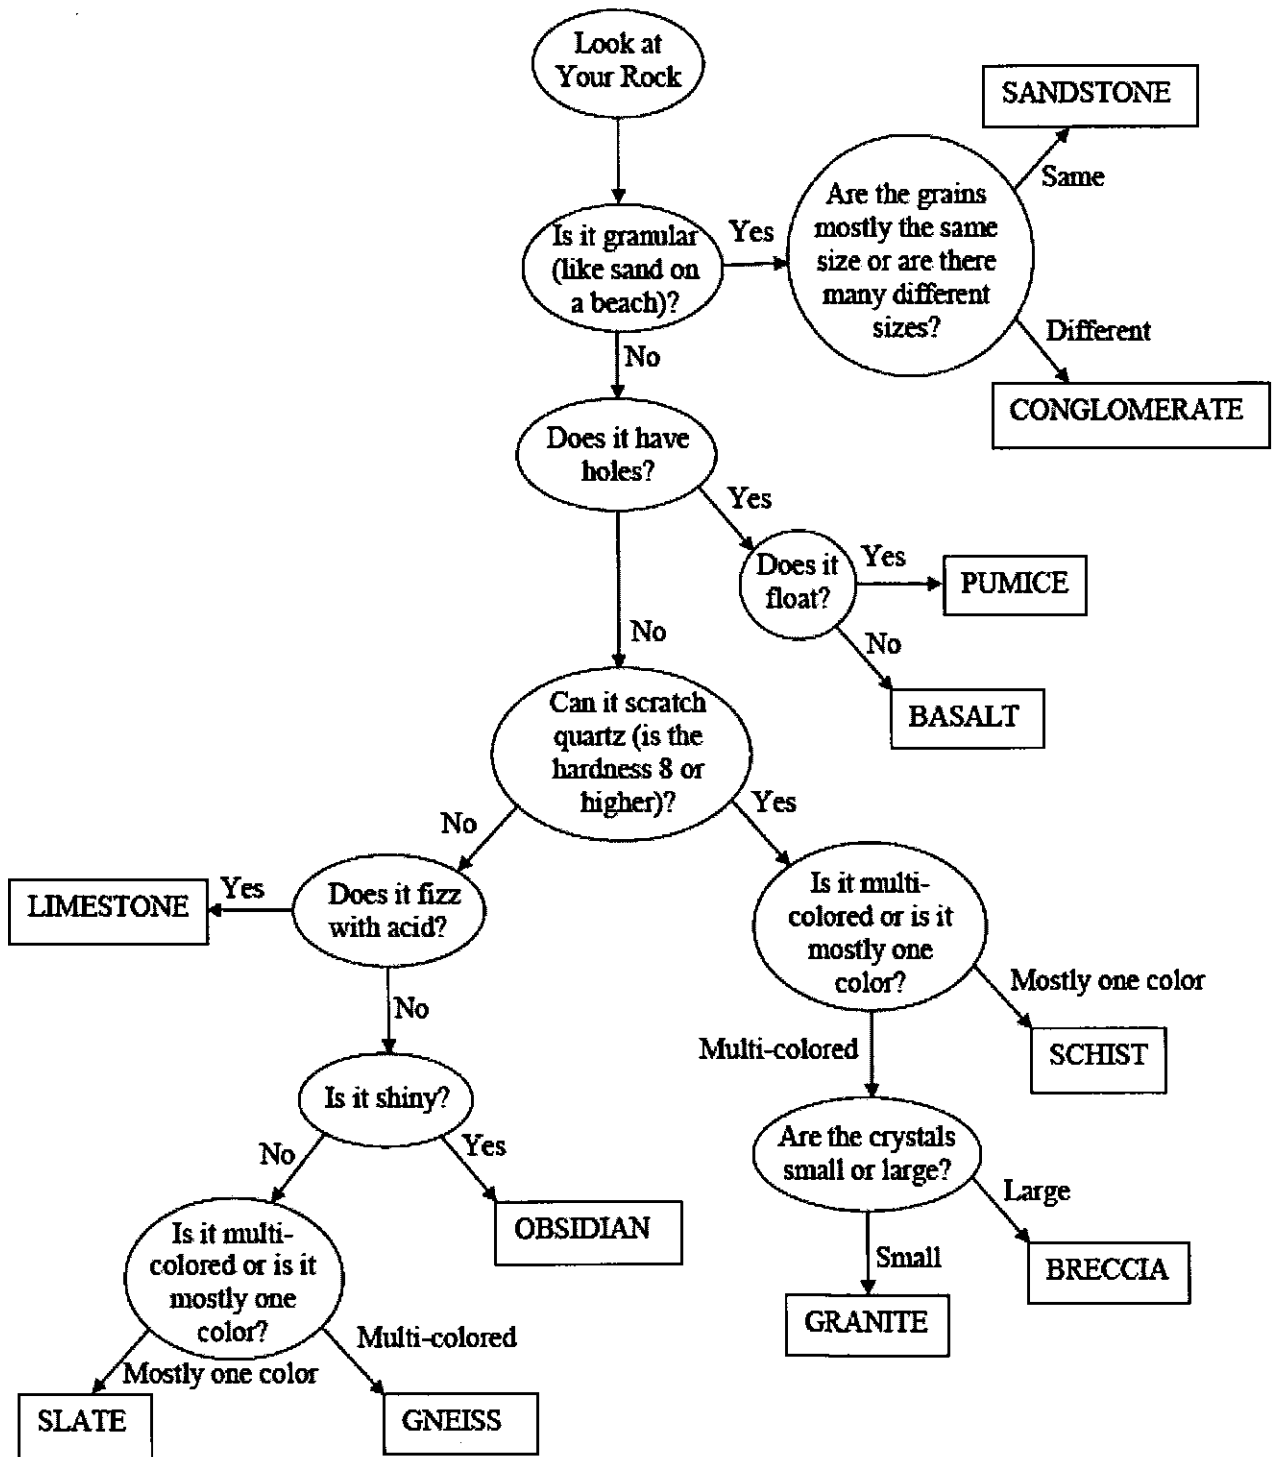 Look at
Your Rock
SANDSTONE
Same
Are the grains
mostly the same
size or are there
many different
sizes?
Yes
Is it granular
(like sand on
a beach)?
Different
CONGLOMERATE
No
Does it have
holes?
Yes
Does it
float?
Yes
PUMICE
No
BASALT
No
Can it scratch
quartz (is the
hardness 8 or
higher)?
Yes
No
Does it fizz
with acid?
Yes
LIMESTONE
Is it multi-
colored or is it
mostly one
color?
Mostly one color
SCHIST
No
Multi-colored
Is it shiny?
Are the crystals
small or large?
No
Yes
OBSIDIAN
Large
BRECCIA
Small
GRANITE
Is it multi-
colored or is it
mostly one
color?
Multi-colored
Mostly one color
SLATE
GNEISS